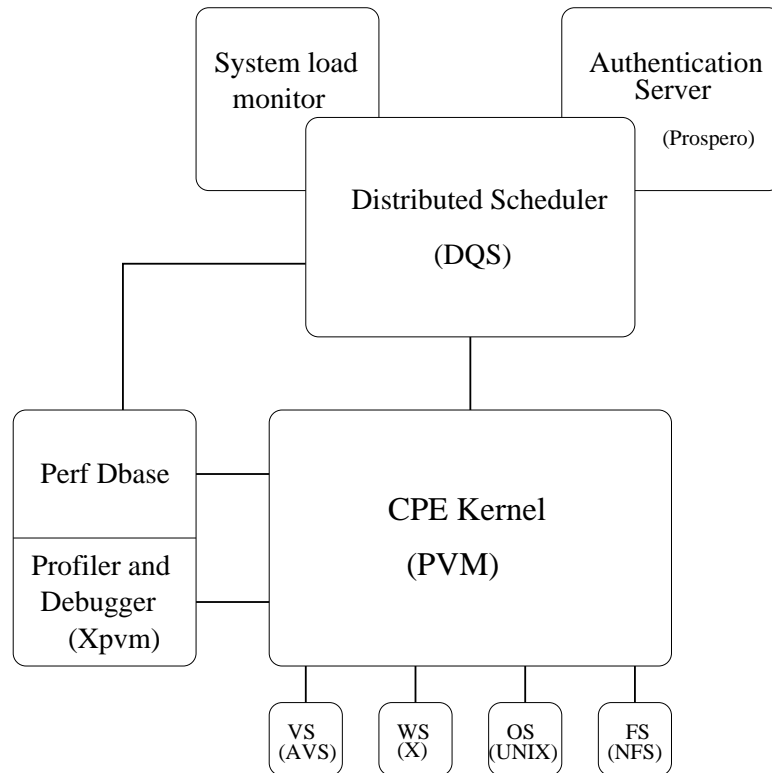 System load
monitor
Authentication
Server
(Prospero)
Distributed Scheduler
(DQS)
Perf Dbase
Profiler and
Debugger
(Xpvm)
CPE Kernel
(PVM)
VS
(AVS)
WS
(X)
OS
(UNIX)
FS
(NFS)